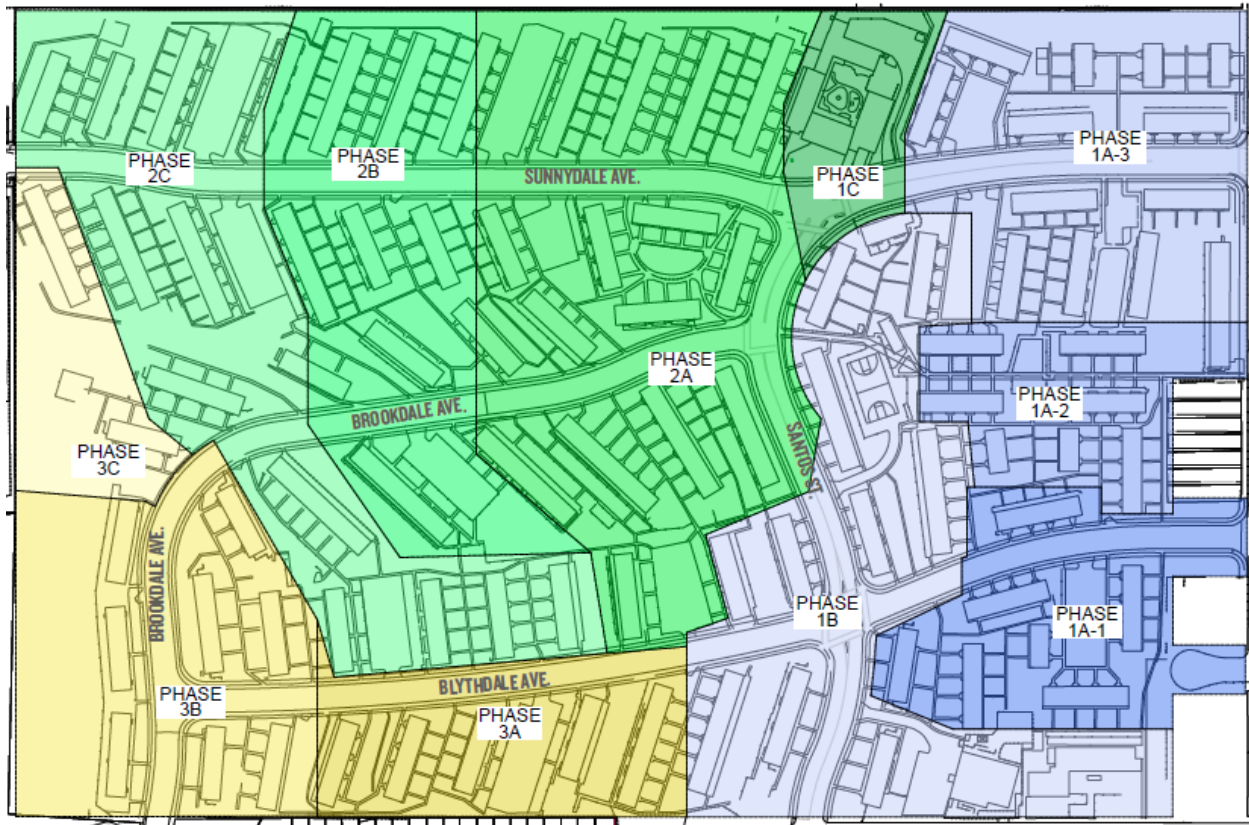 PHASE
2C
PHASE
2B
SUNNYDALE AVE.
PHASE
1C
PHASE
1A-3
PHASE
2A
BROOKDALE AVE.
PHASE
1A-2
SANTOS ST.
PHASE
3C
BROOKDALE AVE.
PHASE
1B
PHASE
1A-1
BLYTHDALE AVE.
PHASE
3B
PHASE
3A